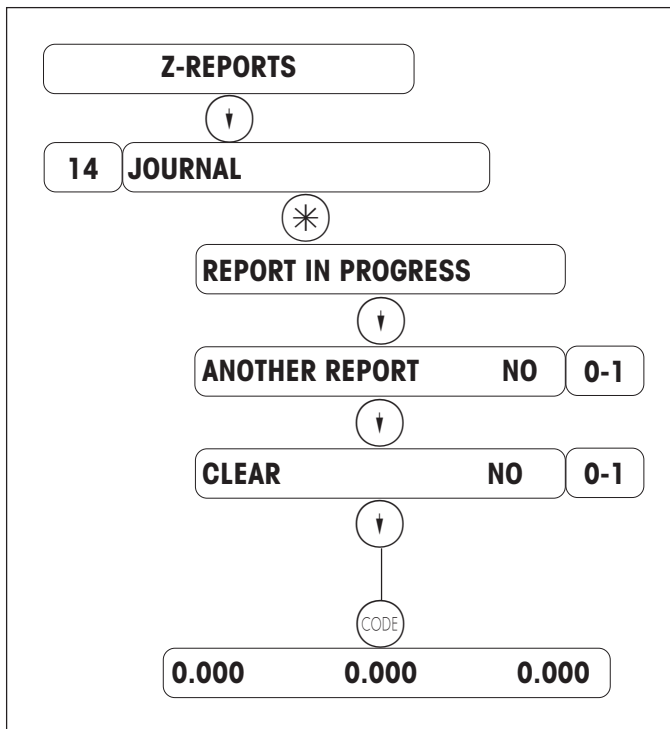 Z-REPORTS
14 JOURNAL
REPORT IN PROGRESS
ANOTHER REPORT NO 0-1
CLEAR NO 0-1
CODE
0.000 0.000 0.000